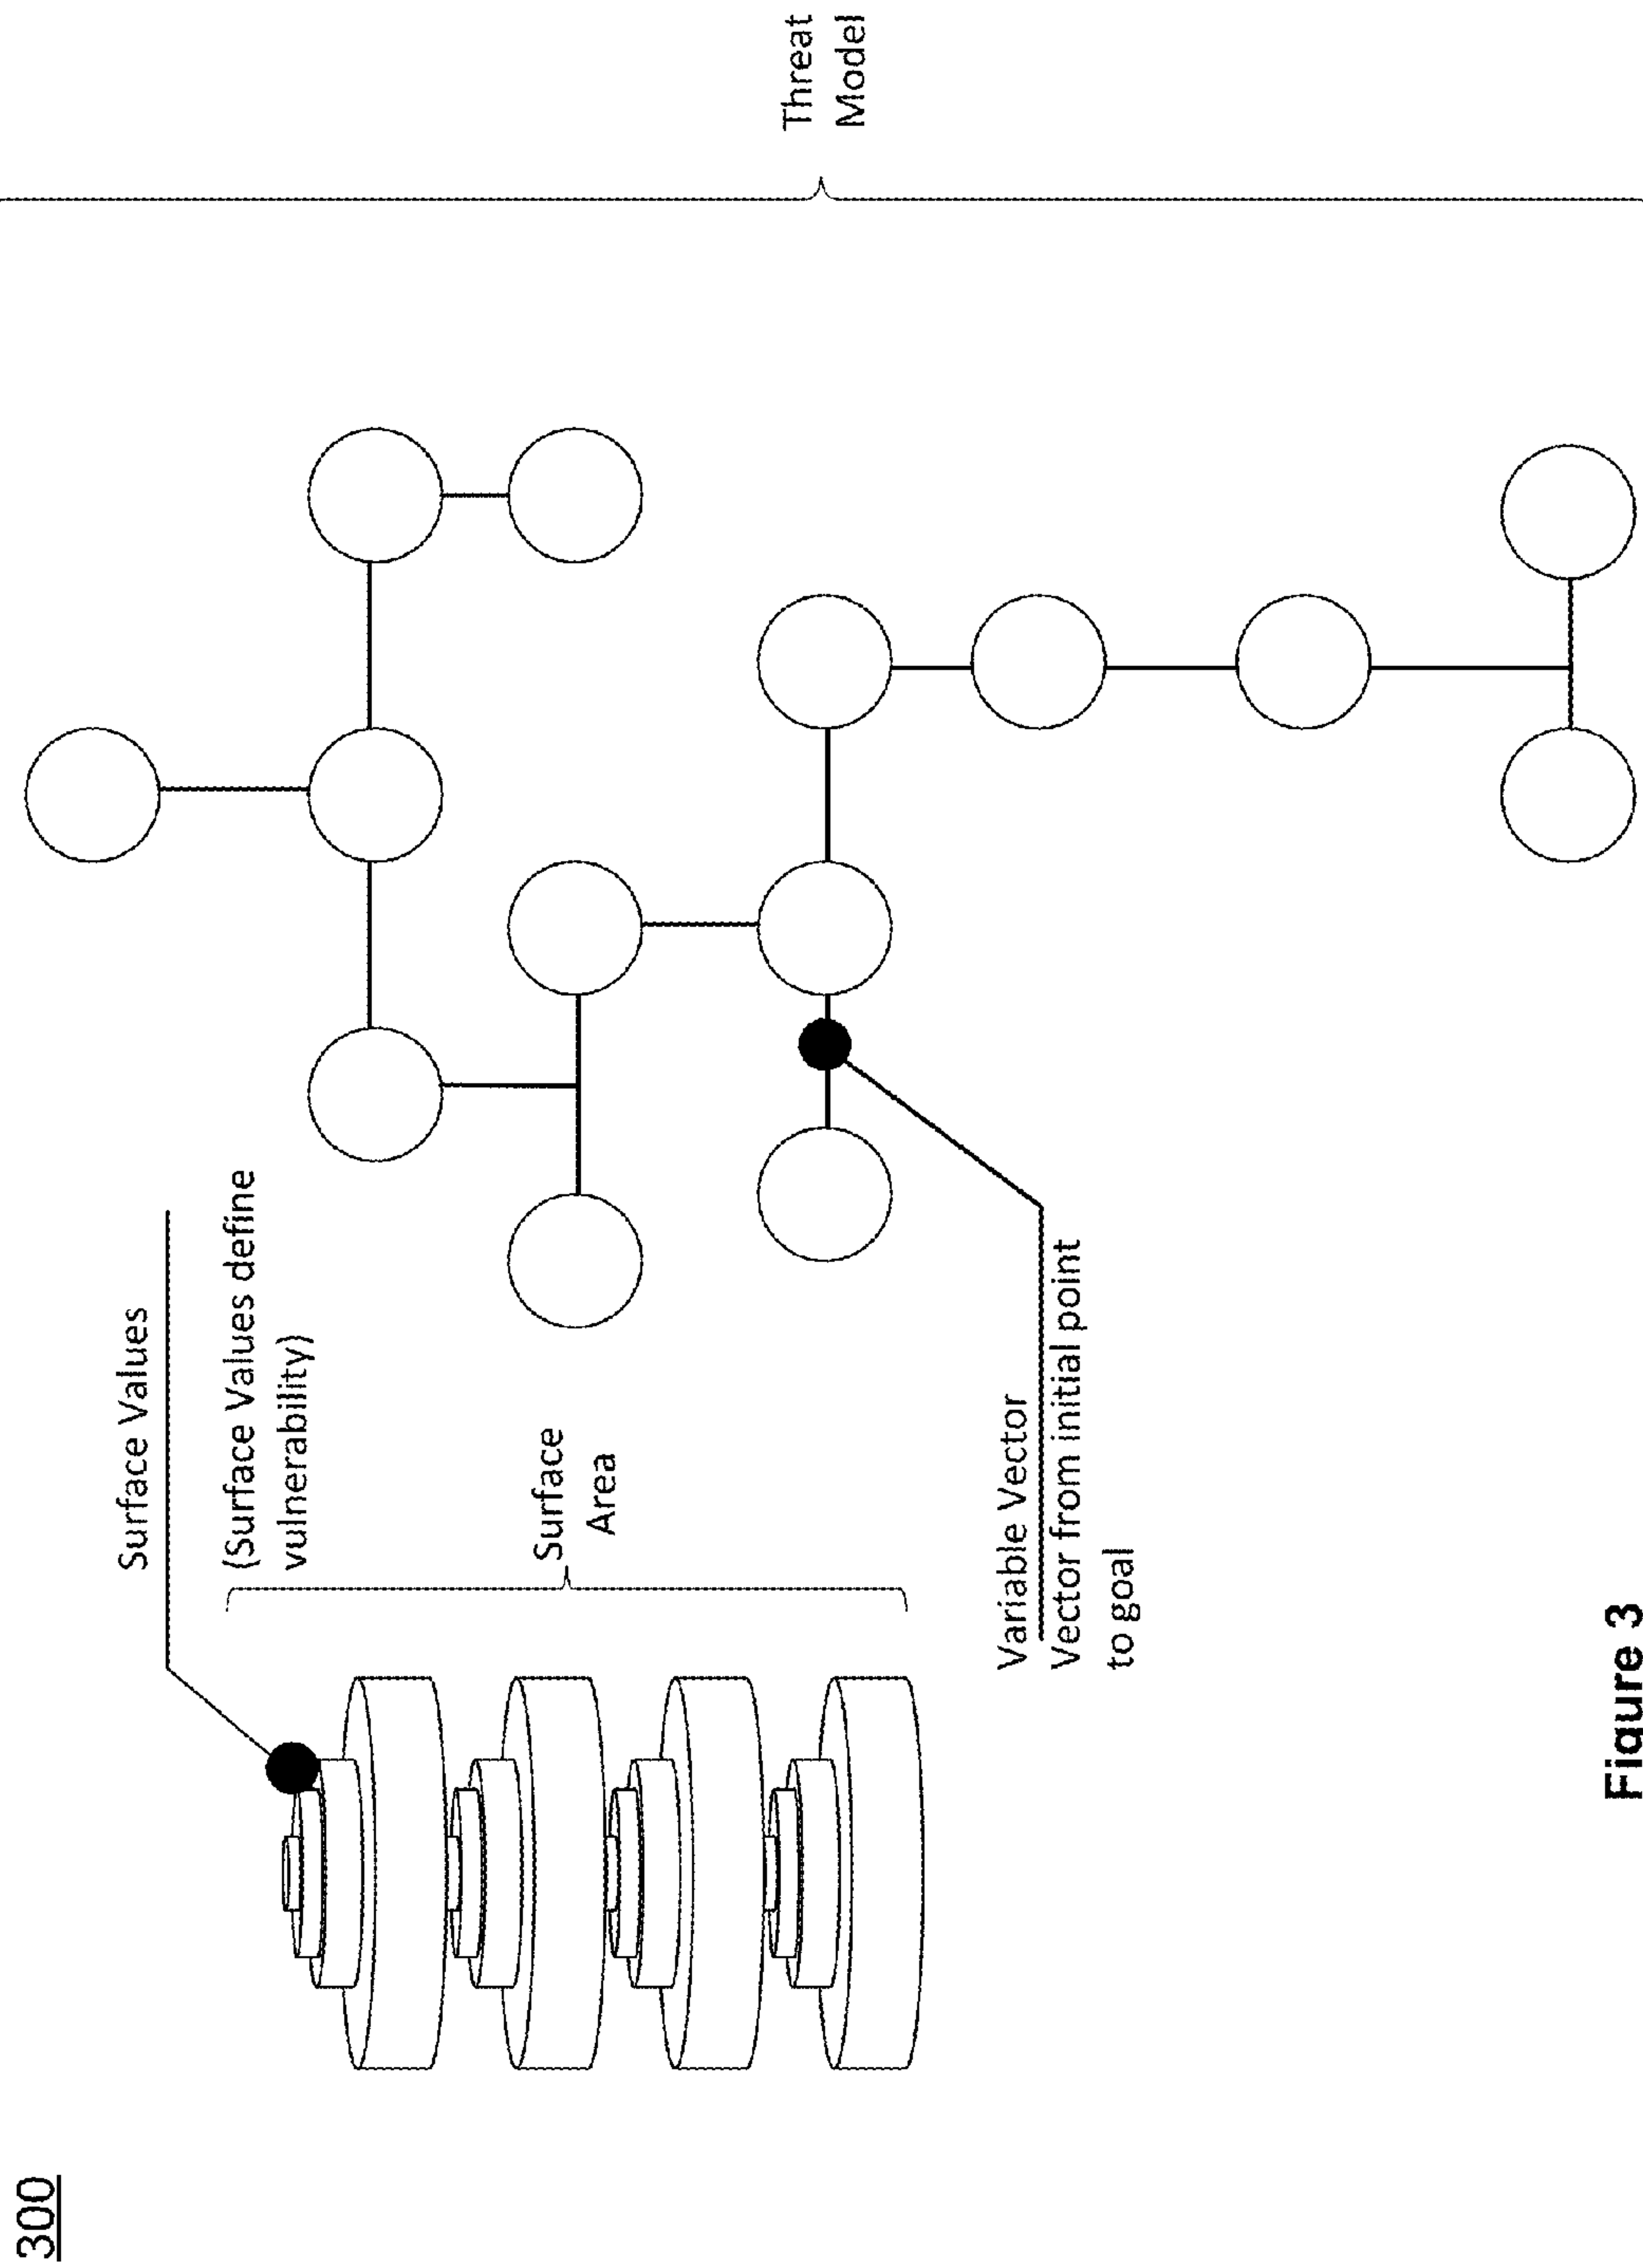 300
Surface Values
(Surface Values define
vulnerability)
Surface
Area
Variable Vector
Vector from initial point
to goal
Threat
Model
Figure 3